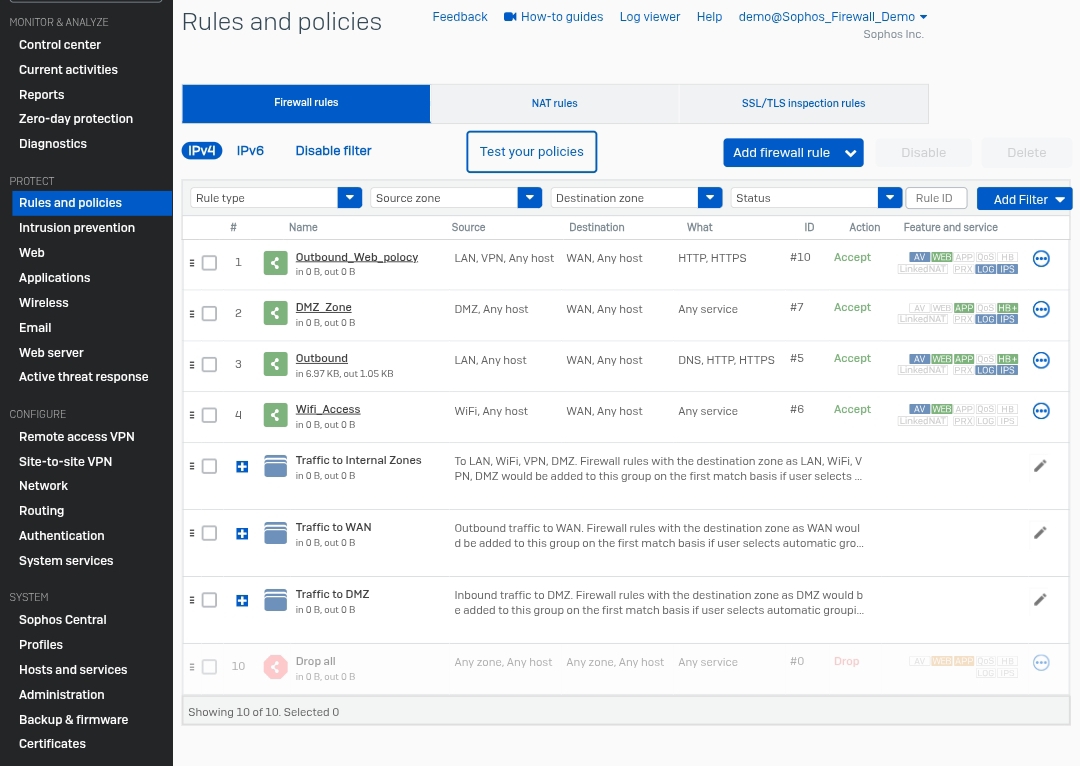 MONITOR & ANALYZE
Control center
Current activities
Reports
Zero-day protection
Diagnostics
PROTECT
Rules and policies
Intrusion prevention
Web
Applications
Wireless
Email
Web server
Active threat response
CONFIGURE
Remote access VPN
Site-to-site VPN
Network
Routing
Authentication
System services
SYSTEM
Sophos Central
Profiles
Hosts and services
Administration
Backup & firmware
Certificates
Rules and policies
Feedback How-to guides Log viewer Help demo@Sophos_Firewall_Demo
Sophos Inc.
Firewall rules NAT rules SSL/TLS inspection rules
IPv4 IPv6 Disable filter Test your policies Add firewall rule Disable Delete
Rule type Source zone Destination zone Status Rule ID Add Filter
# Name Source Destination What ID Action Feature and service
1 Outbound_Web_polocy LAN, VPN, Any host WAN, Any host HTTP, HTTPS #10 Accept AV WEB APP QoS HB
in 0 B, out 0 B LinkedNAT PRX LOG IPS
2 DMZ_Zone DMZ, Any host WAN, Any host Any service #7 Accept AV WEB APP QoS HB+
in 0 B, out 0 B LinkedNAT PRX LOG IPS
3 Outbound LAN, Any host WAN, Any host DNS, HTTP, HTTPS #5 Accept AV WEB APP QoS HB+
in 6.97 KB, out 1.05 KB LinkedNAT PRX LOG IPS
4 Wifi_Access WiFi, Any host WAN, Any host Any service #6 Accept AV WEB APP QoS HB
in 0 B, out 0 B LinkedNAT PRX LOG IPS
Traffic to Internal Zones To LAN, WiFi, VPN, DMZ. Firewall rules with the destination zone as LAN, WiFi, V
in 0 B, out 0 B PN, DMZ would be added to this group on the first match basis if user selects ...
Traffic to WAN Outbound traffic to WAN. Firewall rules with the destination zone as WAN woul
in 0 B, out 0 B d be added to this group on the first match basis if user selects automatic gro...
Traffic to DMZ Inbound traffic to DMZ. Firewall rules with the destination zone as DMZ would b
in 0 B, out 0 B e added to this group on the first match basis if user selects automatic groupi...
10 Drop all Any zone, Any host Any zone, Any host Any service #0 Drop AV WEB APP QoS HB
in 0 B, out 0 B LOG IPS
Showing 10 of 10. Selected 0